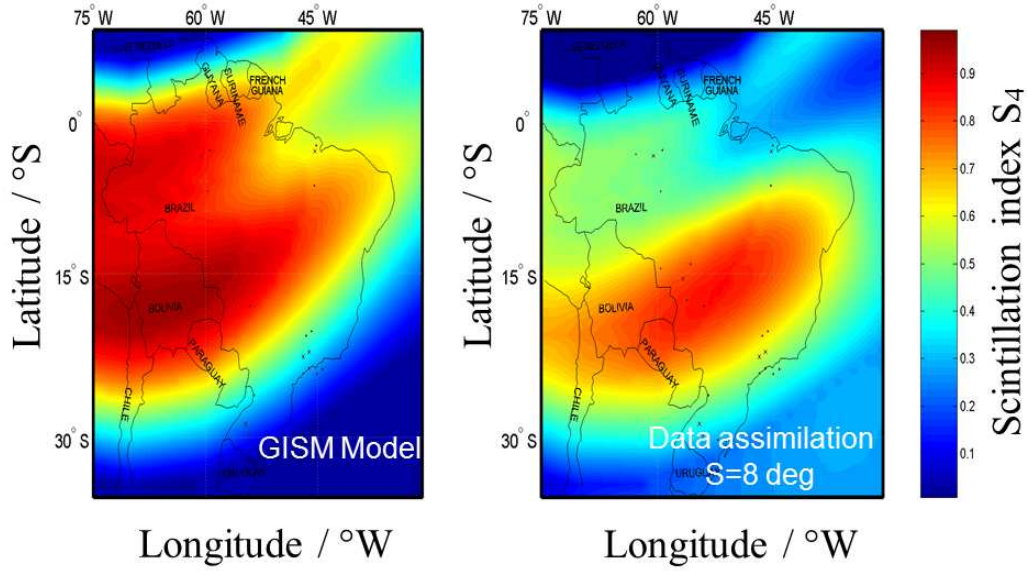 75° W 60° W 45° W
75° W 60° W 45° W
Latitude / °S
0°
15° S
30° S
GUYANA
SURINAME
FRENCH
GUIANA
BRAZIL
BOLIVIA
PARAGUAY
CHILE
URUGUAY
GISM Model
Longitude / °W
Latitude / °S
0°
15° S
30° S
GUYANA
SURINAME
FRENCH
GUIANA
BRAZIL
BOLIVIA
PARAGUAY
CHILE
URUGUAY
Data assimilation
S=8 deg
Longitude / °W
0.9
0.8
0.7
0.6
0.5
0.4
0.3
0.2
0.1
Scintillation index S4